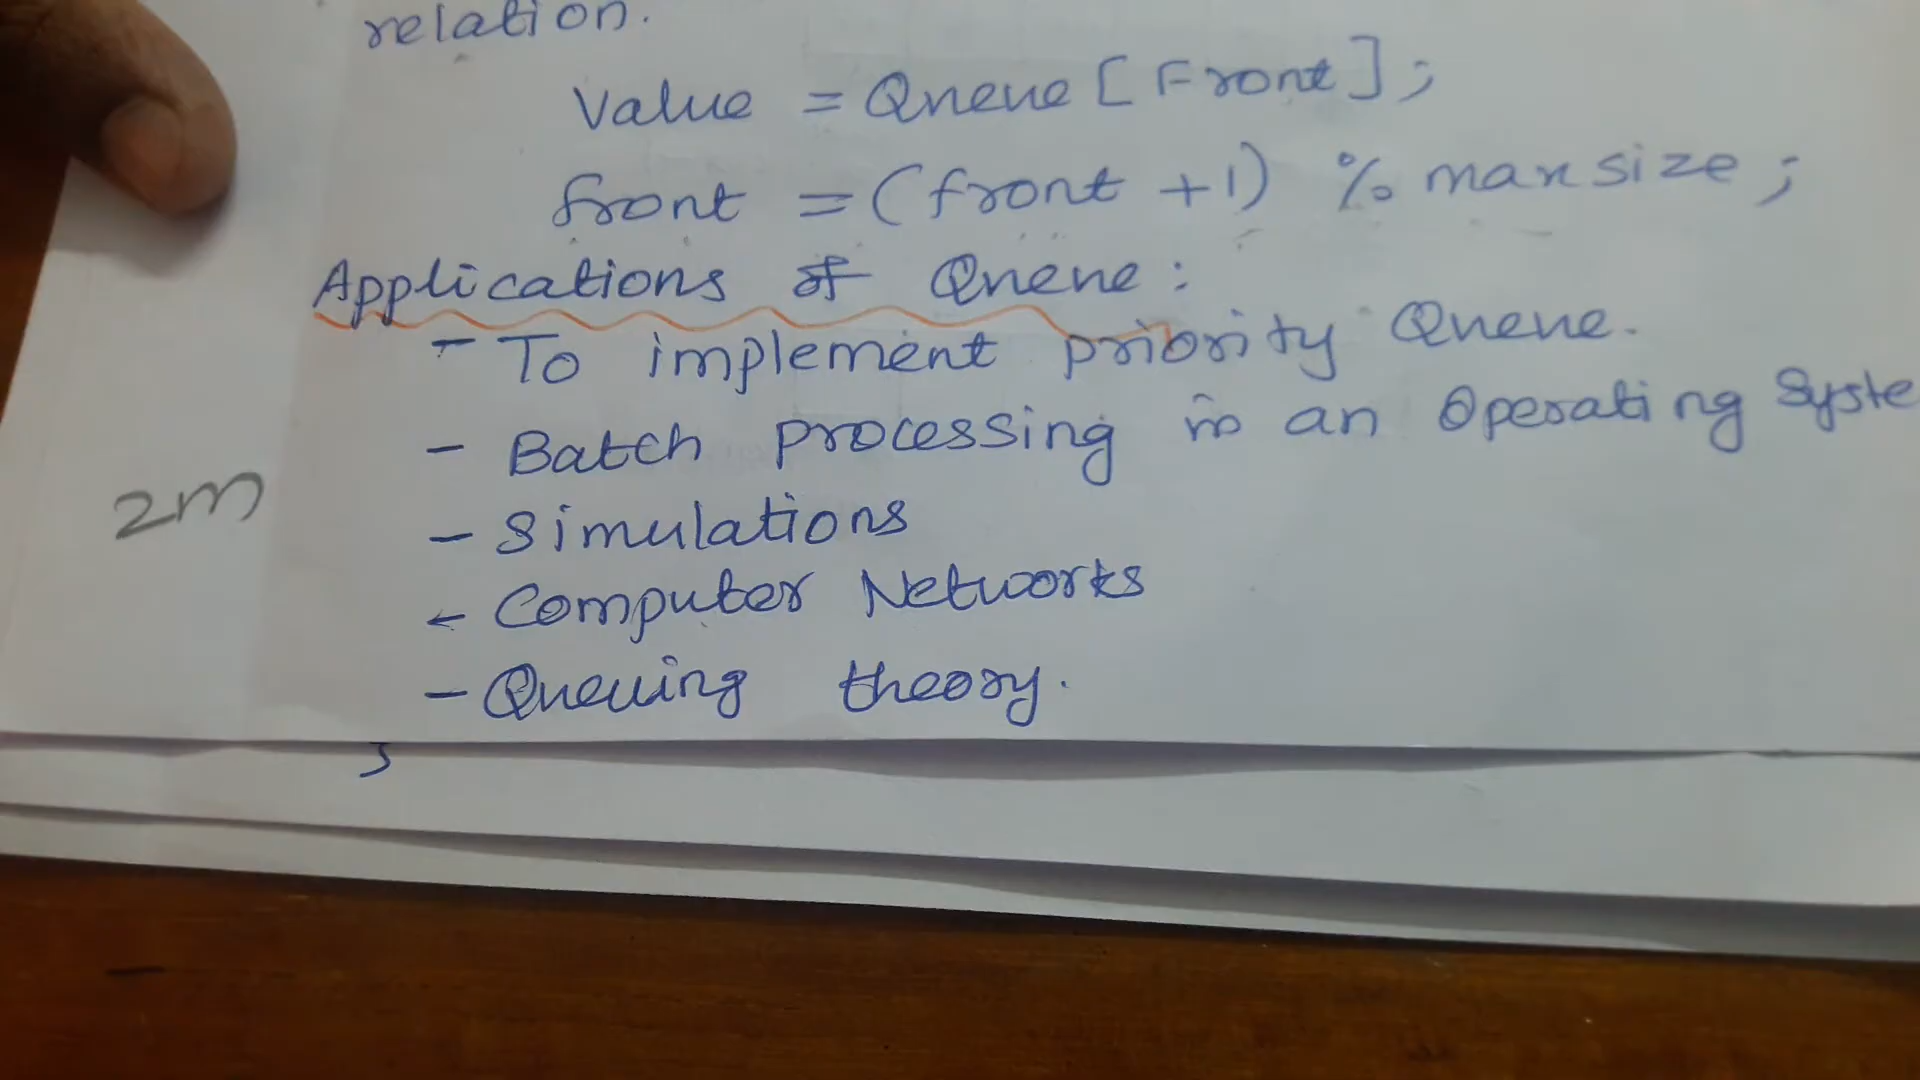 relation.
Value = Queue [Front];
front = (front +1) % maxsize;
Applications of Queue:
- To implement priority Queue.
- Batch processing in an Operating Syste
2m
- Simulations
- Computer Networks
- Queuing theory.